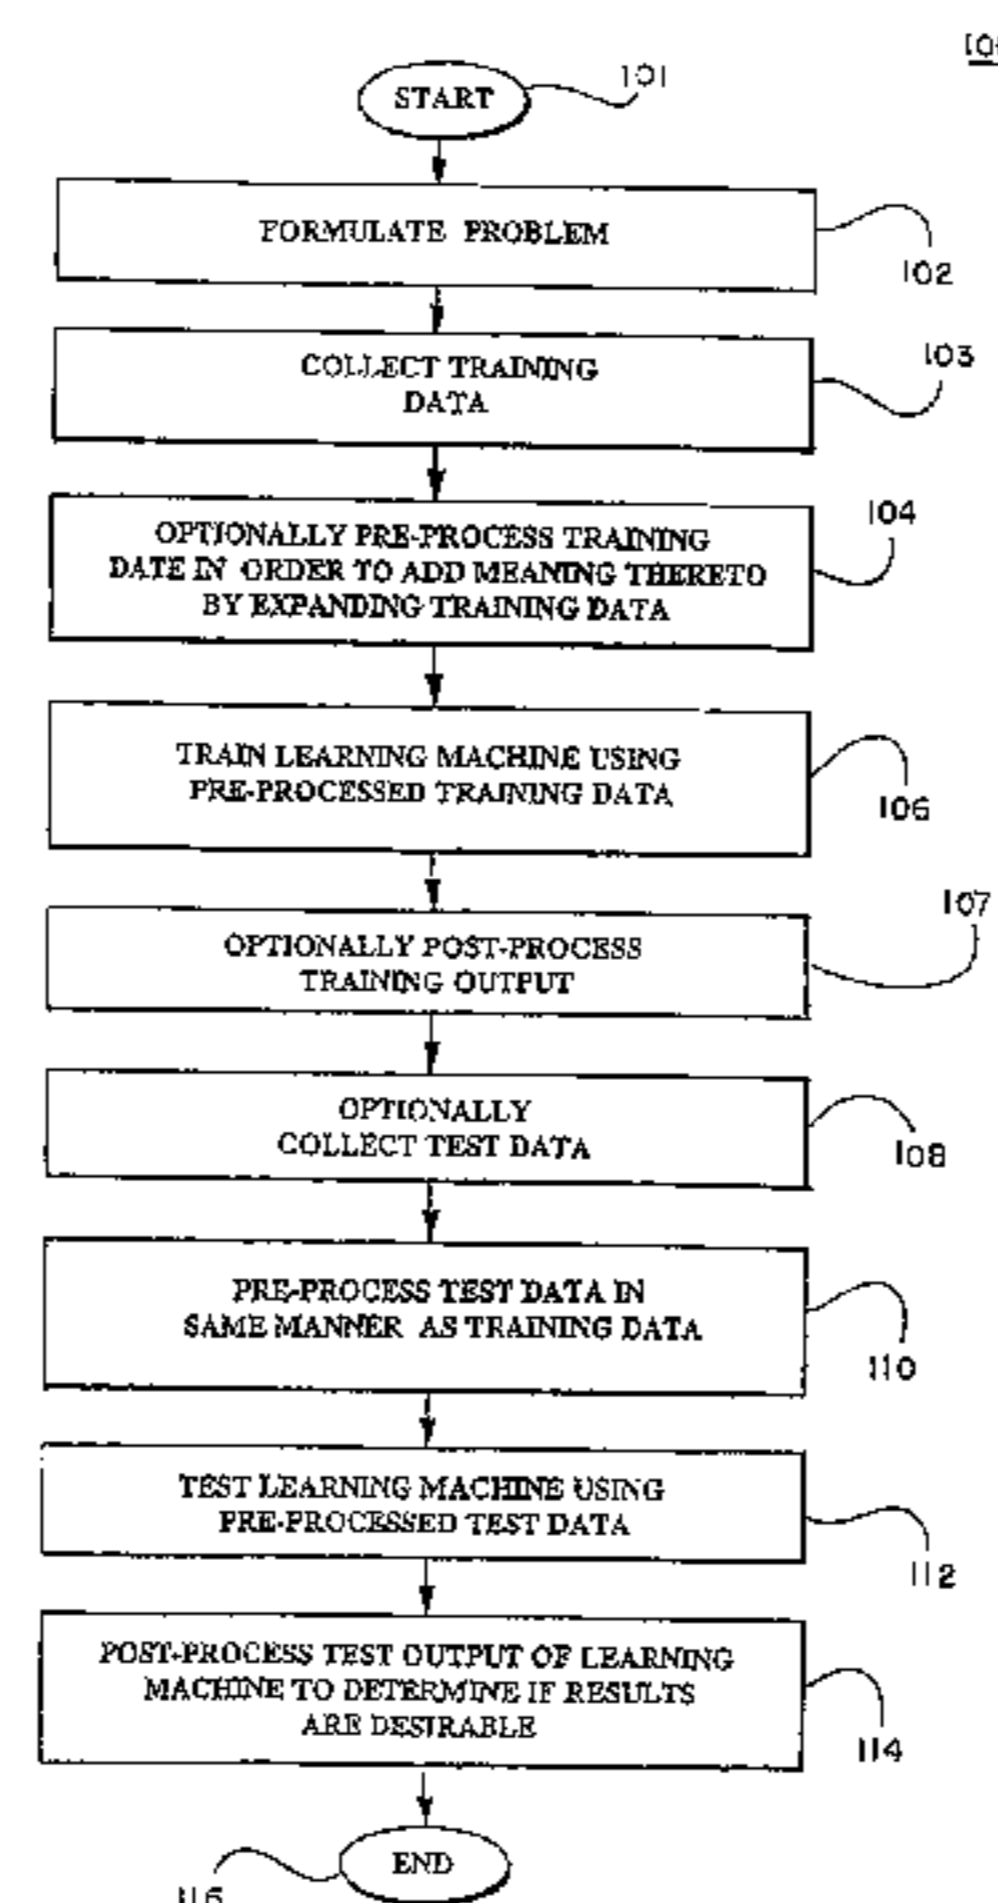 START
101
FORMULATE PROBLEM
102
COLLECT TRAINING
DATA
103
OPTIONALLY PRE-PROCESS TRAINING
DATE IN ORDER TO ADD MEANING THERETO
BY EXPANDING TRAINING DATA
104
TRAIN LEARNING MACHINE USING
PRE-PROCESSED TRAINING DATA
106
OPTIONALLY POST-PROCESS
TRAINING OUTPUT
107
OPTIONALLY
COLLECT TEST DATA
108
PRE-PROCESS TEST DATA IN
SAME MANNER AS TRAINING DATA
110
TEST LEARNING MACHINE USING
PRE-PROCESSED TEST DATA
112
POST-PROCESS TEST OUTPUT OF LEARNING
MACHINE TO DETERMINE IF RESULTS
ARE DESIRABLE
114
END